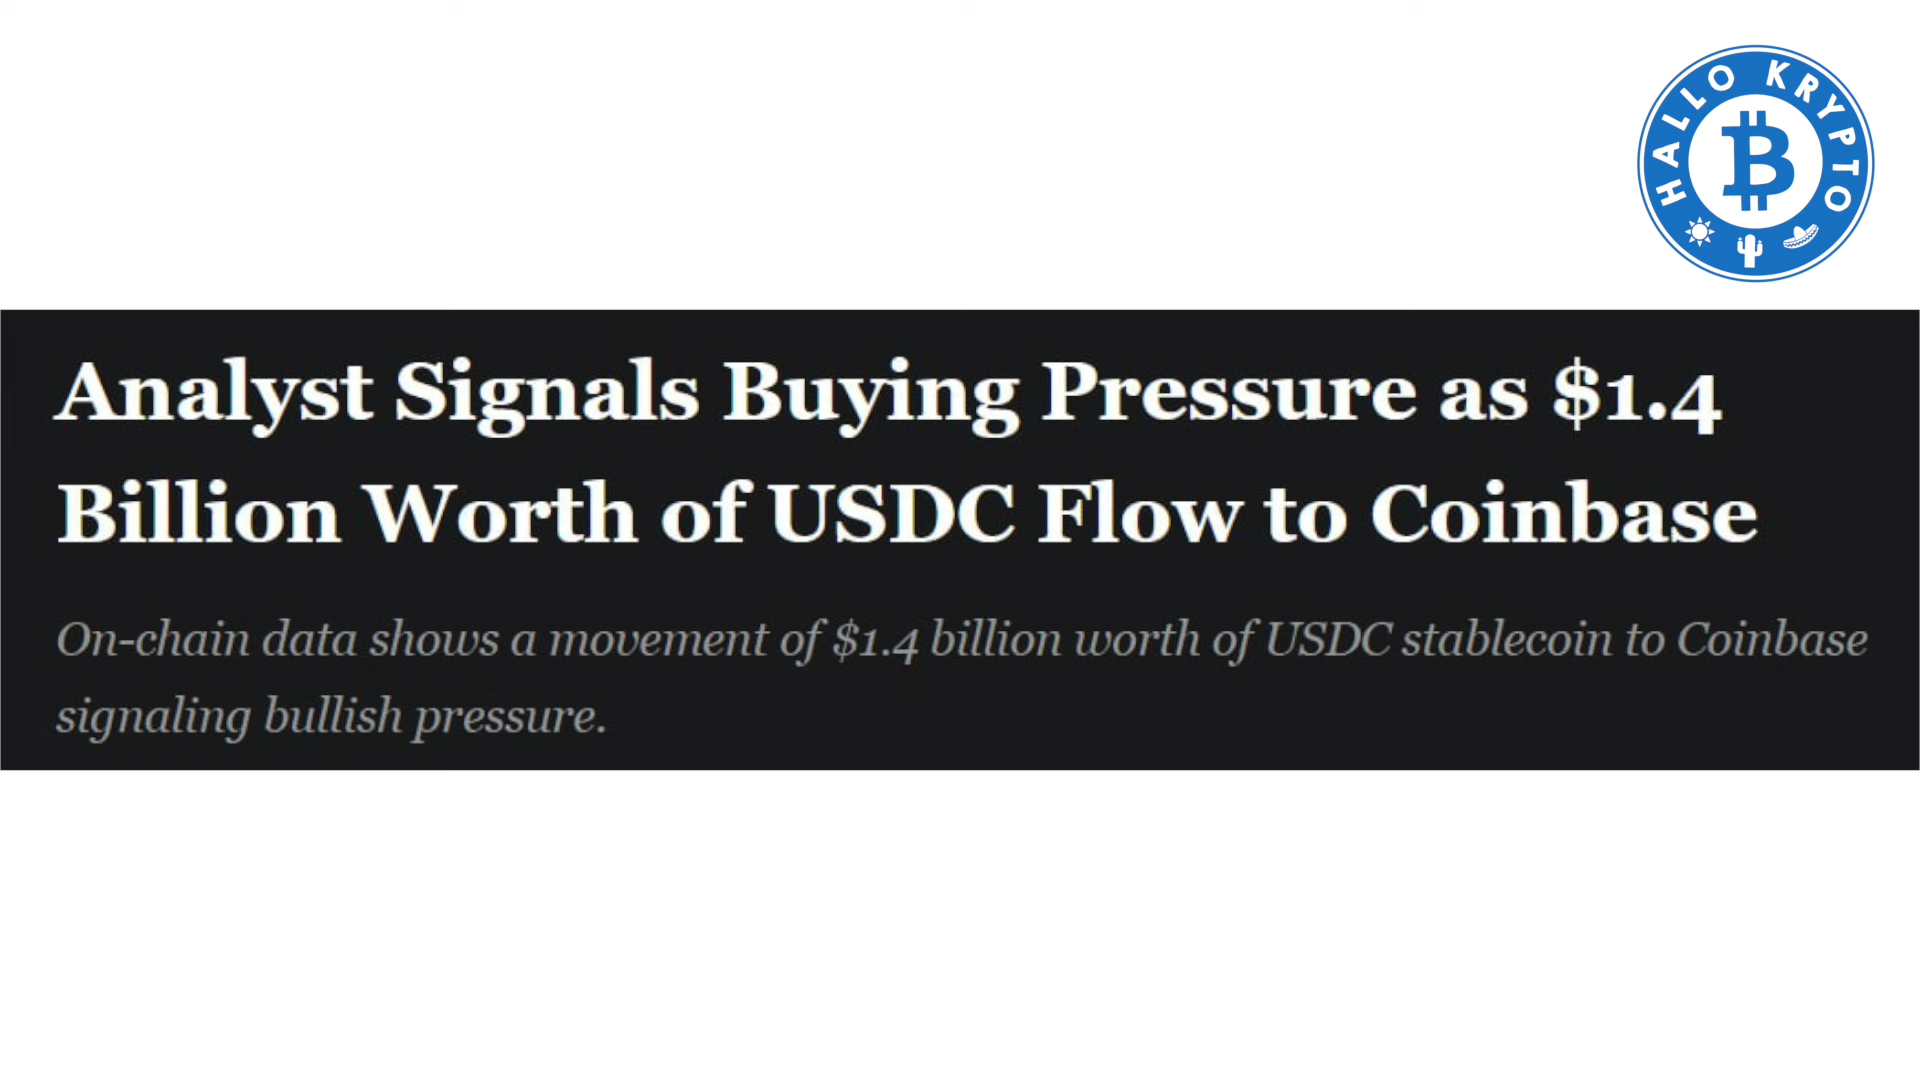 HALLO KRYPTO
Analyst Signals Buying Pressure as $1.4
Billion Worth of USDC Flow to Coinbase
On-chain data shows a movement of $1.4 billion worth of USDC stablecoin to Coinbase
signaling bullish pressure.